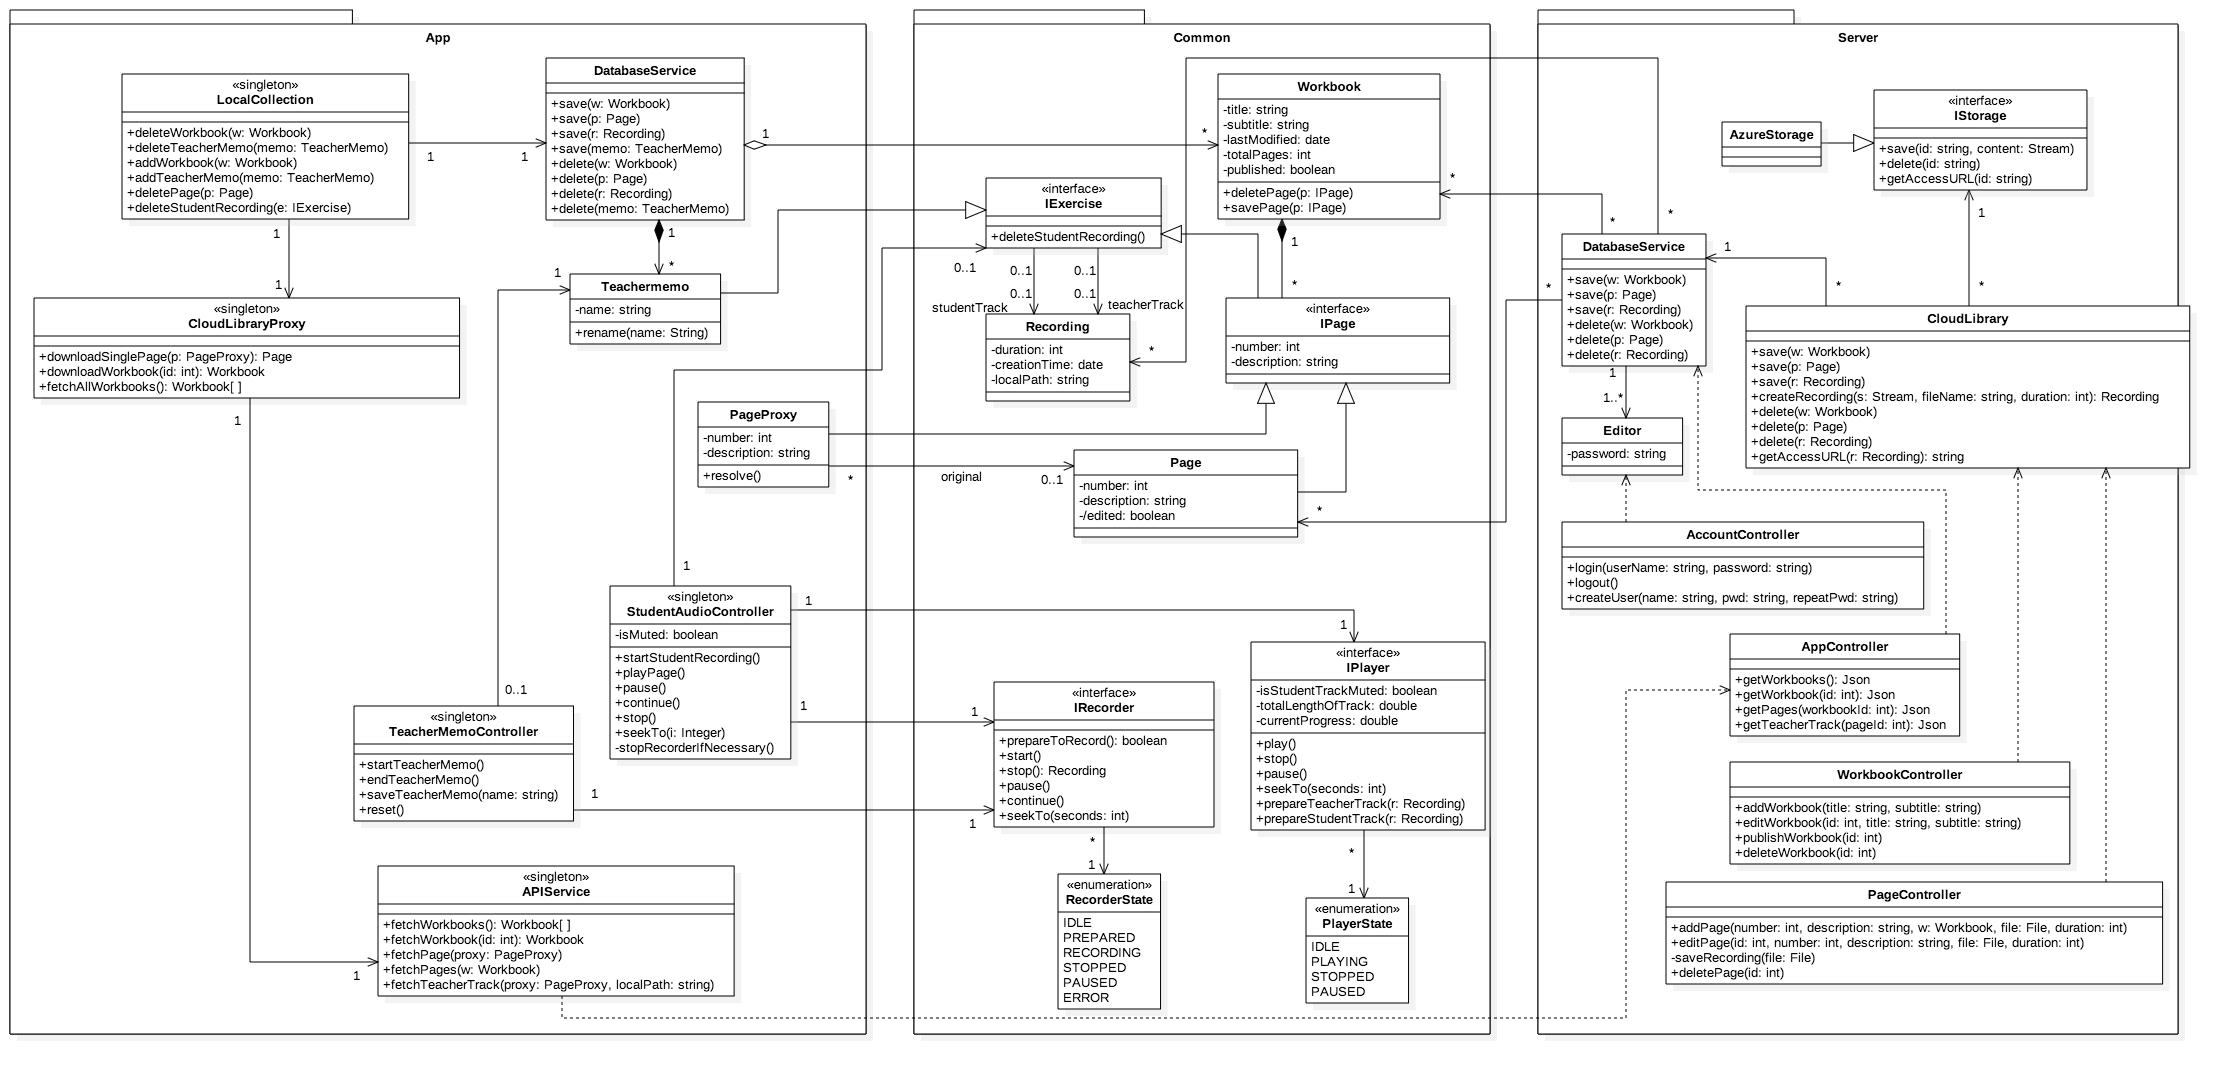 App
«singleton»
LocalCollection
+deleteWorkbook(w: Workbook)
+deleteTeacherMemo(memo: TeacherMemo)
+addWorkbook(w: Workbook)
+addTeacherMemo(memo: TeacherMemo)
+deletePage(p: Page)
+deleteStudentRecording(e: IExercise)
1
1
1
1
DatabaseService
+save(w: Workbook)
+save(p: Page)
+save(r: Recording)
+save(memo: TeacherMemo)
+delete(w: Workbook)
+delete(p: Page)
+delete(r: Recording)
+delete(memo: TeacherMemo)
1
*
1
*
«singleton»
CloudLibraryProxy
+downloadSinglePage(p: PageProxy): Page
+downloadWorkbook(id: int): Workbook
+fetchAllWorkbooks(): Workbook[ ]
1
1
1
Teachermemo
-name: string
+rename(name: String)
PageProxy
-number: int
-description: string
+resolve()
*
original
0..1
1
«singleton»
StudentAudioController
-isMuted: boolean
+startStudentRecording()
+playPage()
+pause()
+continue()
+stop()
+seekTo(i: Integer)
-stopRecorderIfNecessary()
1
1
1
1
0..1
«singleton»
TeacherMemoController
+startTeacherMemo()
+endTeacherMemo()
+saveTeacherMemo(name: string)
+reset()
1
1
«singleton»
APIService
+fetchWorkbooks(): Workbook[ ]
+fetchWorkbook(id: int): Workbook
+fetchPage(proxy: PageProxy)
+fetchPages(w: Workbook)
+fetchTeacherTrack(proxy: PageProxy, localPath: string)
Common
Workbook
-title: string
-subtitle: string
-lastModified: date
-totalPages: int
-published: boolean
+deletePage(p: IPage)
+savePage(p: IPage)
*
1
*
«interface»
IExercise
+deleteStudentRecording()
0..1
0..1
0..1
0..1
0..1
studentTrack
teacherTrack
Recording
-duration: int
-creationTime: date
-localPath: string
*
«interface»
IPage
-number: int
-description: string
Page
-number: int
-description: string
-/edited: boolean
*
«interface»
IRecorder
+prepareToRecord(): boolean
+start()
+stop(): Recording
+pause()
+continue()
+seekTo(seconds: int)
*
1
«enumeration»
RecorderState
IDLE
PREPARED
RECORDING
STOPPED
PAUSED
ERROR
«interface»
IPlayer
-isStudentTrackMuted: boolean
-totalLengthOfTrack: double
-currentProgress: double
+play()
+stop()
+pause()
+seekTo(seconds: int)
+prepareTeacherTrack(r: Recording)
+prepareStudentTrack(r: Recording)
*
1
«enumeration»
PlayerState
IDLE
PLAYING
STOPPED
PAUSED
Server
AzureStorage
«interface»
IStorage
+save(id: string, content: Stream)
+delete(id: string)
+getAccessURL(id: string)
1
*
*
*
*
DatabaseService
+save(w: Workbook)
+save(p: Page)
+save(r: Recording)
+delete(w: Workbook)
+delete(p: Page)
+delete(r: Recording)
1
*
1
1..*
CloudLibrary
+save(w: Workbook)
+save(p: Page)
+save(r: Recording)
+createRecording(s: Stream, fileName: string, duration: int): Recording
+delete(w: Workbook)
+delete(p: Page)
+delete(r: Recording)
+getAccessURL(r: Recording): string
Editor
-password: string
AccountController
+login(userName: string, password: string)
+logout()
+createUser(name: string, pwd: string, repeatPwd: string)
AppController
+getWorkbooks(): Json
+getWorkbook(id: int): Json
+getPages(workbookId: int): Json
+getTeacherTrack(pageId: int): Json
WorkbookController
+addWorkbook(title: string, subtitle: string)
+editWorkbook(id: int, title: string, subtitle: string)
+publishWorkbook(id: int)
+deleteWorkbook(id: int)
PageController
+addPage(number: int, description: string, w: Workbook, file: File, duration: int)
+editPage(id: int, number: int, description: string, file: File, duration: int)
-saveRecording(file: File)
+deletePage(id: int)